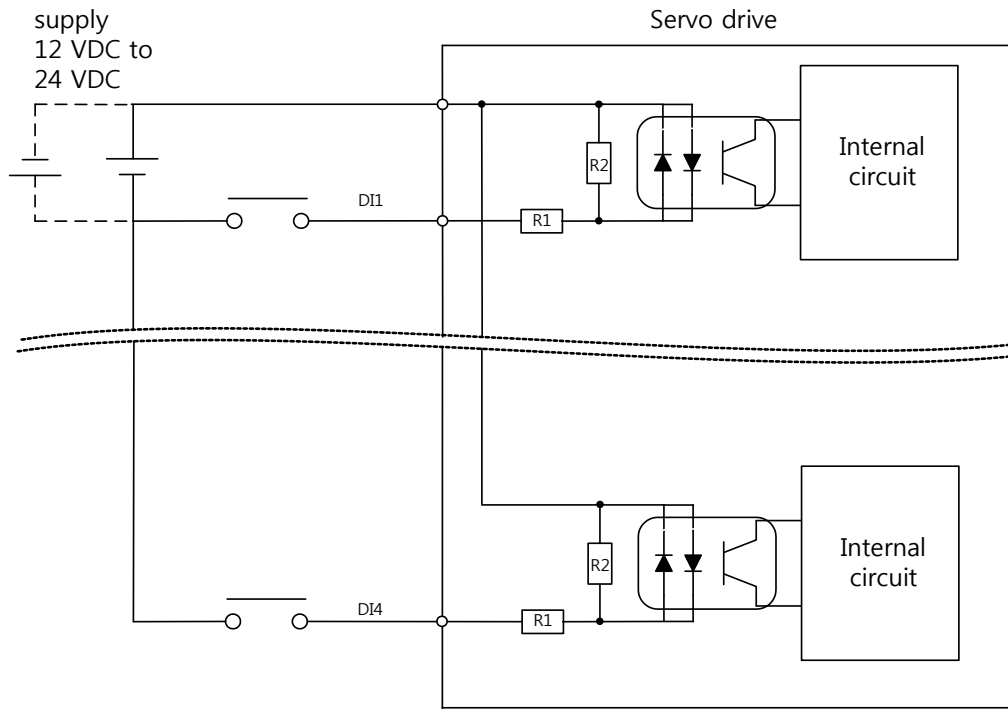 supply
12 VDC to
24 VDC
Servo drive
R2
Internal
circuit
DI1
R1
R2
Internal
circuit
DI4
R1